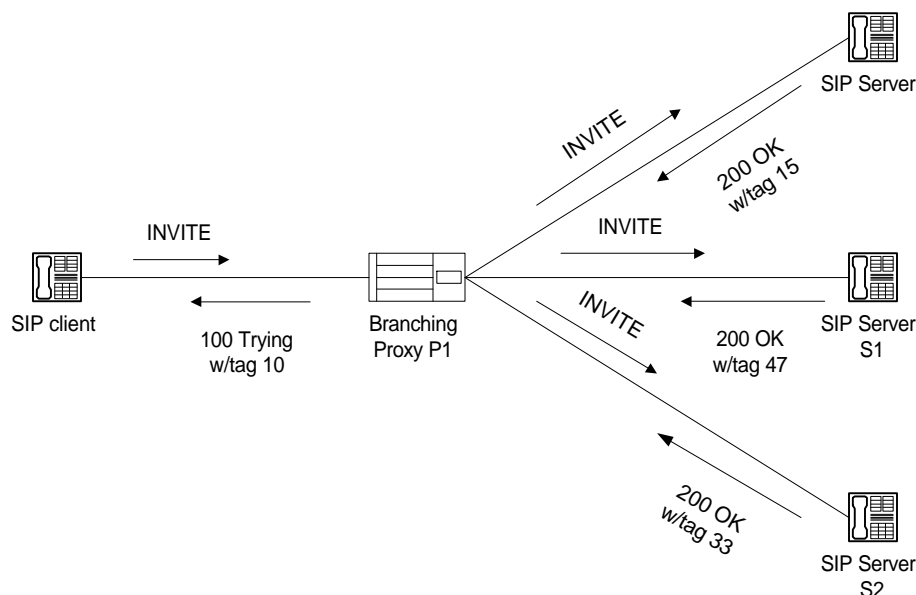 SIP Server
INVITE
200 OK
w/tag 15
INVITE
INVITE
SIP client
100 Trying
w/tag 10
Branching
Proxy P1
INVITE
200 OK
w/tag 47
SIP Server
S1
200 OK
w/tag 33
SIP Server
S2